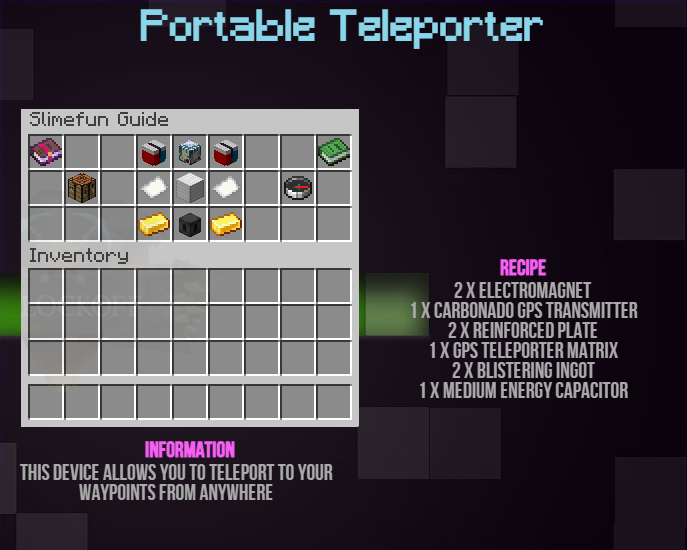 Portable Teleporter
Slimefun Guide
Inventory
LOCKOFF
RECIPE
2 X ELECTROMAGNET
1 X CARBONADO GPS TRANSMITTER
2 X REINFORCED PLATE
1 X GPS TELEPORTER MATRIX
2 X BLISTERING INGOT
1 X MEDIUM ENERGY CAPACITOR
INFORMATION
THIS DEVICE ALLOWS YOU TO TELEPORT TO YOUR
WAYPOINTS FROM ANYWHERE